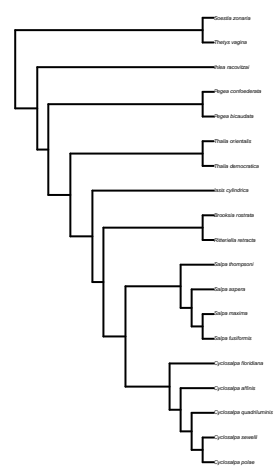 Soestia zonaria
Thetys vagina
Ihlea racovitzai
Pegea confoederata
Pegea bicaudata
Thalia orientalis
Thalia democratica
Iasis cylindrica
Brooksia rostrata
Ritteriella retracta
Salpa thompsoni
Salpa aspera
Salpa maxima
Salpa fusiformis
Cyclosalpa floridiana
Cyclosalpa affinis
Cyclosalpa quadriluminis
Cyclosalpa sewelli
Cyclosalpa polae